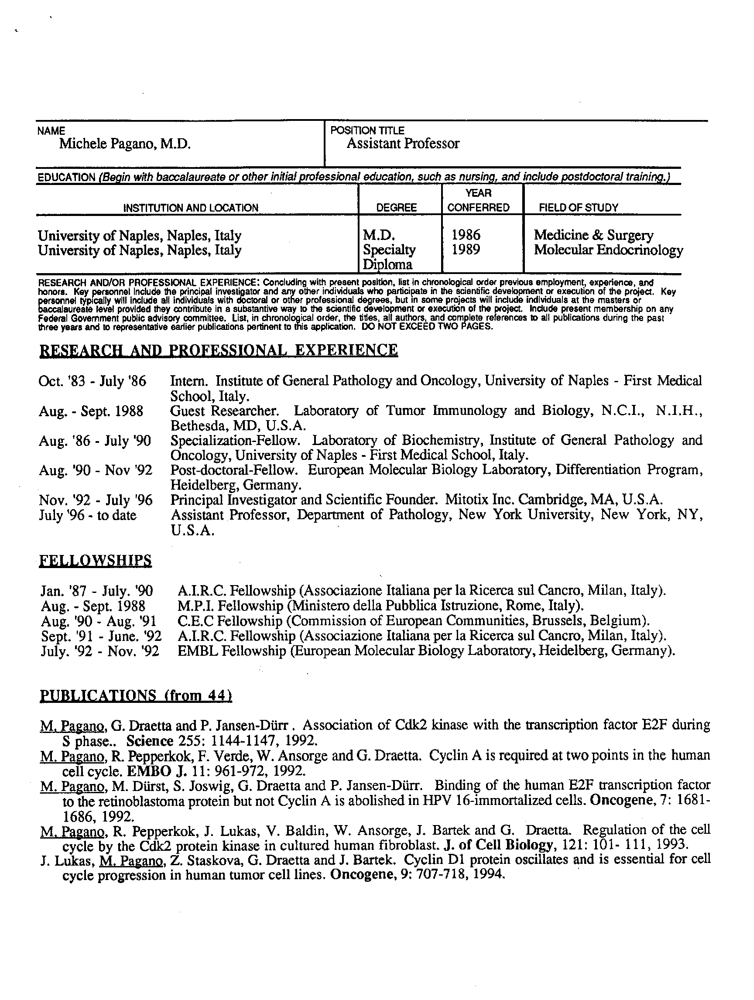 NAME
Michele Pagano, M.D.
POSITION TITLE
Assistant Professor
EDUCATION (Begin with baccalaureate or other initial professional education, such as nursing, and include postdoctoral training.)
INSTITUTION AND LOCATION
DEGREE
YEAR
CONFERRED
FIELD OF STUDY
University of Naples, Naples, Italy M.D. 1986 Medicine & Surgery
University of Naples, Naples, Italy Specialty 1989 Molecular Endocrinology
Diploma
RESEARCH AND/OR PROFESSIONAL EXPERIENCE: Concluding with present position, list in chronological order previous employment, experience, and
honors. Key personnel include the principal investigator and any other individuals who participate in the scientific development or execution of the project. Key
personnel typically will include all individuals with doctoral or other professional degrees, but in some projects will include individuals at the masters or
baccalaureate level provided they contribute in a substantive way to the scientific development or execution of the project. Include present membership on any
Federal Government public advisory committee. List, in chronological order, the titles, all authors, and complete references to all publications during the past
three years and to representative earlier publications pertinent to this application. DO NOT EXCEED TWO PAGES.
RESEARCH AND PROFESSIONAL EXPERIENCE
Oct. '83 - July '86 Intern. Institute of General Pathology and Oncology, University of Naples - First Medical
School, Italy.
Aug. - Sept. 1988 Guest Researcher. Laboratory of Tumor Immunology and Biology, N.C.I., N.I.H.,
Bethesda, MD, U.S.A.
Aug. '86 - July '90 Specialization-Fellow. Laboratory of Biochemistry, Institute of General Pathology and
Oncology, University of Naples - First Medical School, Italy.
Aug. '90 - Nov '92 Post-doctoral-Fellow. European Molecular Biology Laboratory, Differentiation Program,
Heidelberg, Germany.
Nov. '92 - July '96 Principal Investigator and Scientific Founder. Mitotix Inc. Cambridge, MA, U.S.A.
July '96 - to date Assistant Professor, Department of Pathology, New York University, New York, NY,
U.S.A.
FELLOWSHIPS
Jan. '87 - July. '90 A.I.R.C. Fellowship (Associazione Italiana per la Ricerca sul Cancro, Milan, Italy).
Aug. - Sept. 1988 M.P.I. Fellowship (Ministero della Pubblica Istruzione, Rome, Italy).
Aug. '90 - Aug. '91 C.E.C Fellowship (Commission of European Communities, Brussels, Belgium).
Sept. '91 - June. '92 A.I.R.C. Fellowship (Associazione Italiana per la Ricerca sul Cancro, Milan, Italy).
July. '92 - Nov. '92 EMBL Fellowship (European Molecular Biology Laboratory, Heidelberg, Germany).
PUBLICATIONS (from 44)
M. Pagano, G. Draetta and P. Jansen-Dürr . Association of Cdk2 kinase with the transcription factor E2F during
S phase.. Science 255: 1144-1147, 1992.
M. Pagano, R. Pepperkok, F. Verde, W. Ansorge and G. Draetta. Cyclin A is required at two points in the human
cell cycle. EMBO J. 11: 961-972, 1992.
M. Pagano, M. Dürst, S. Joswig, G. Draetta and P. Jansen-Dürr. Binding of the human E2F transcription factor
to the retinoblastoma protein but not Cyclin A is abolished in HPV 16-immortalized cells. Oncogene, 7: 1681-
1686, 1992.
M. Pagano, R. Pepperkok, J. Lukas, V. Baldin, W. Ansorge, J. Bartek and G. Draetta. Regulation of the cell
cycle by the Cdk2 protein kinase in cultured human fibroblast. J. of Cell Biology, 121: 101- 111, 1993.
J. Lukas, M. Pagano, Z. Staskova, G. Draetta and J. Bartek. Cyclin D1 protein oscillates and is essential for cell
cycle progression in human tumor cell lines. Oncogene, 9: 707-718, 1994.